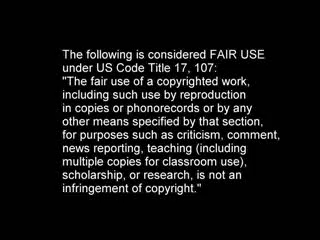 The following is considered FAIR USE
under US Code Title 17, 107:
"The fair use of a copyrighted work,
including such use by reproduction
in copies or phonorecords or by any
other means specified by that section,
for purposes such as criticism, comment,
news reporting, teaching (including
multiple copies for classroom use),
scholarship, or research, is not an
infringement of copyright."